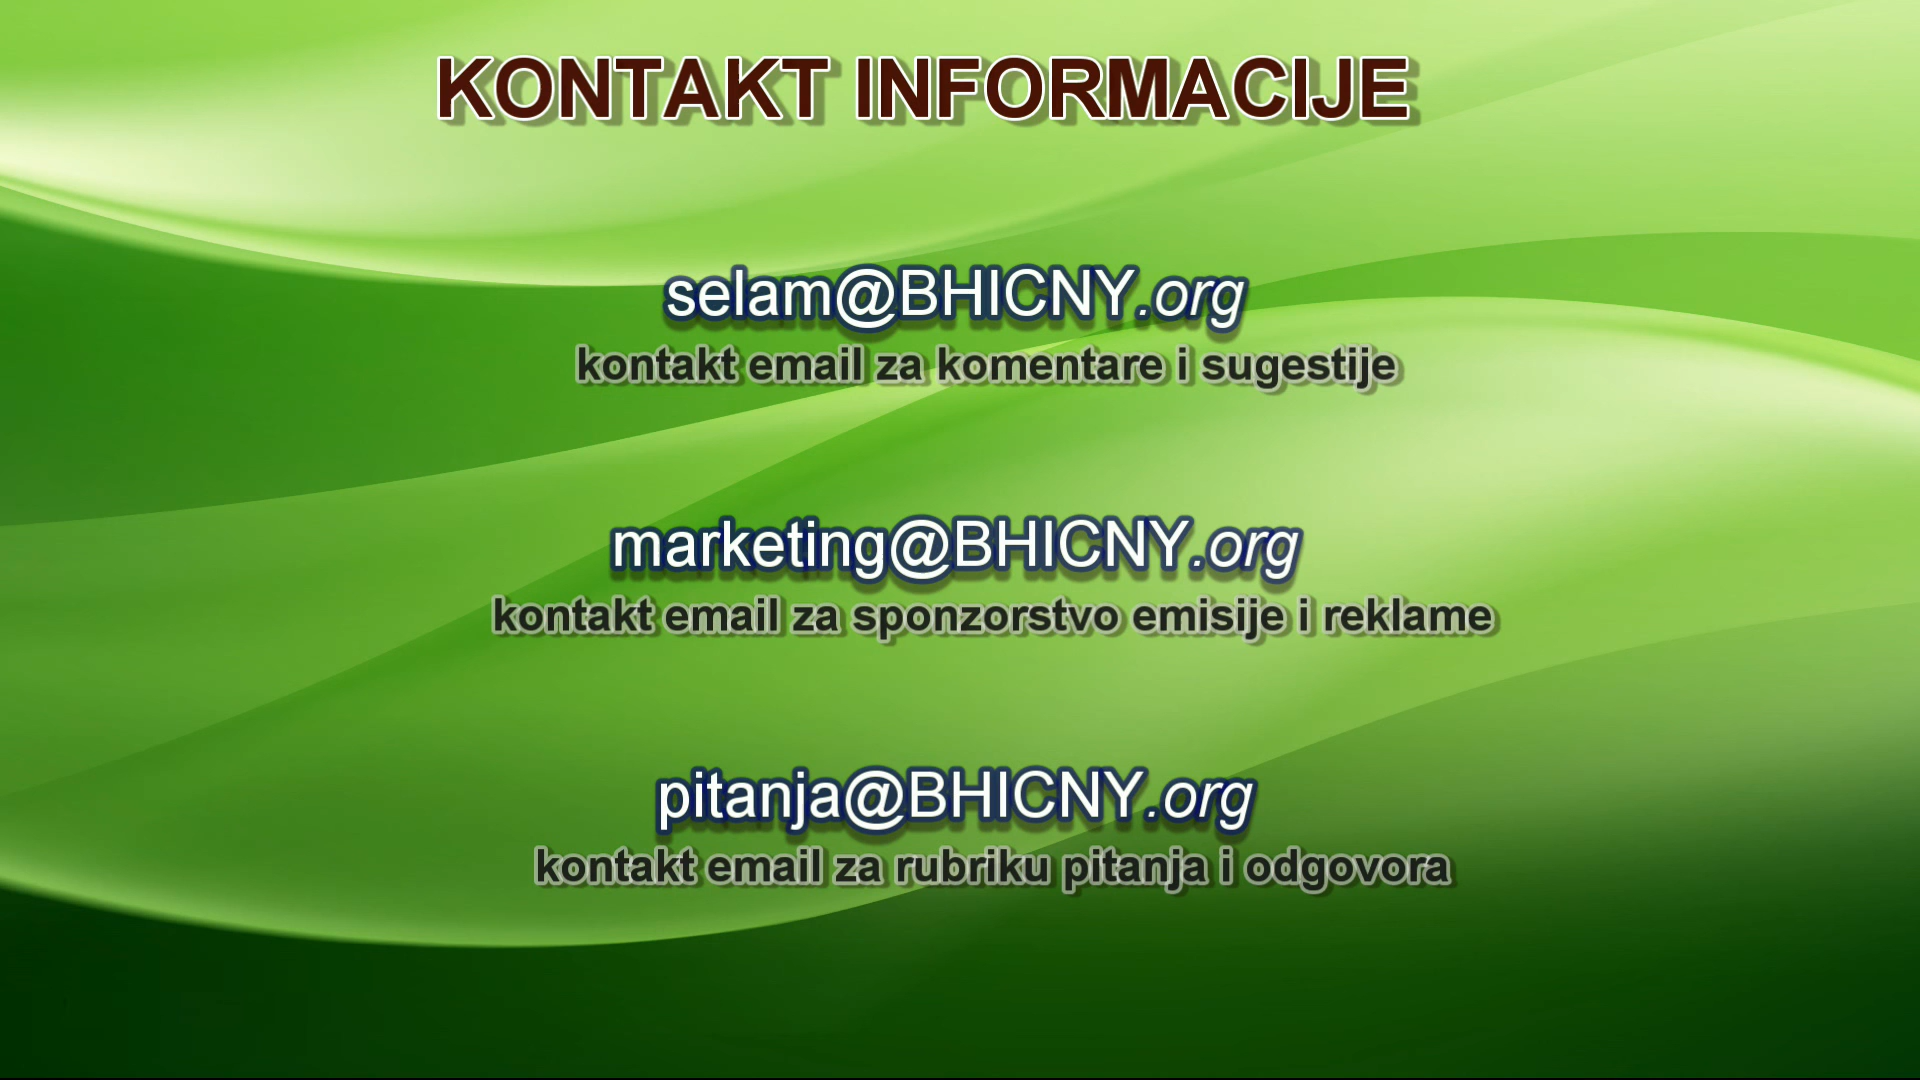 KONTAKT INFORMACIJE
selam@BHICNY.org
kontakt email za komentare i sugestije
marketing@BHICNY.org
kontakt email za sponzorstvo emisije i reklame
pitanja@BHICNY.org
kontakt email za rubriku pitanja i odgovora